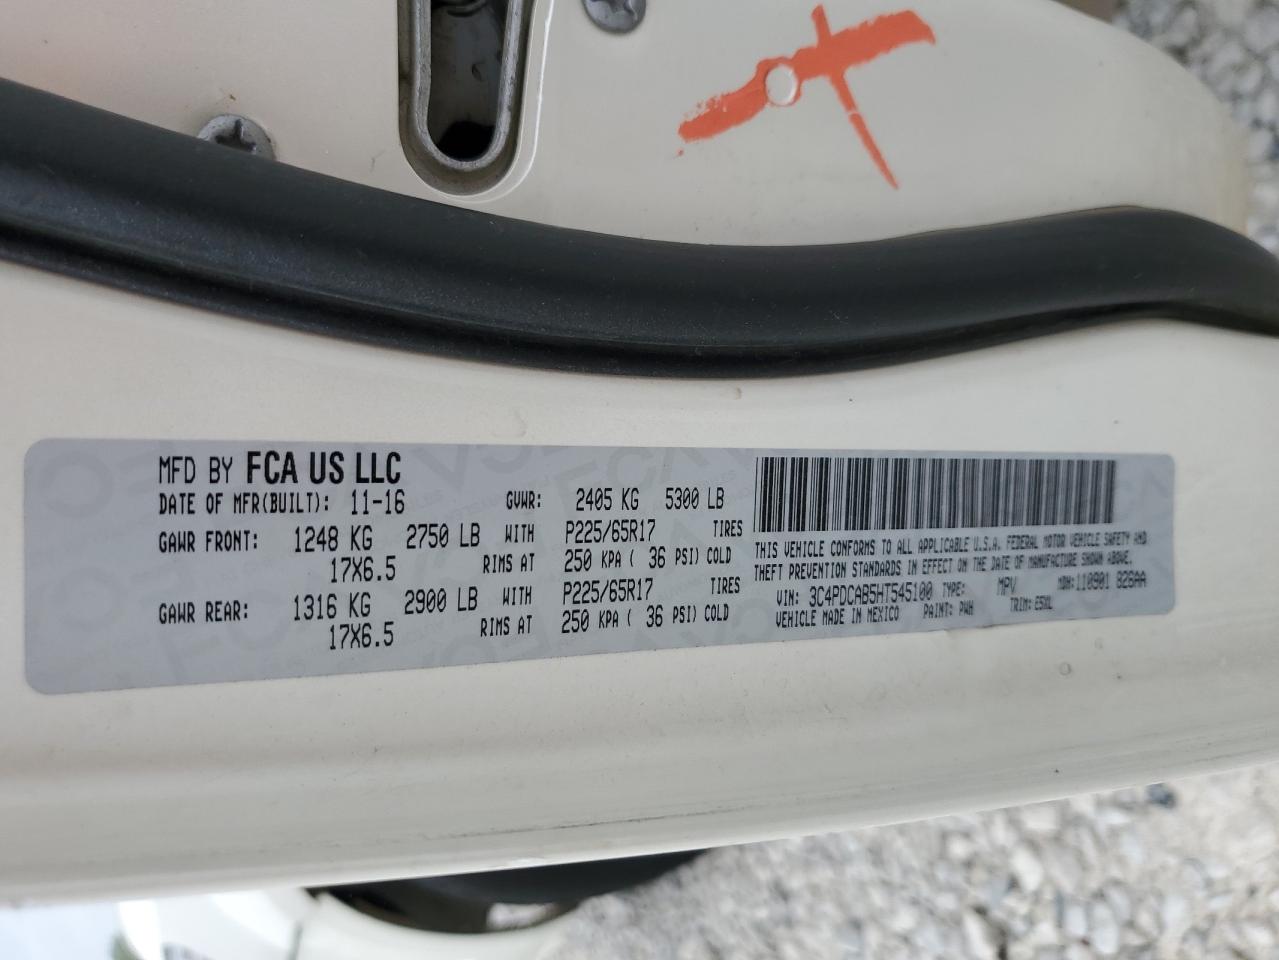 MFD BY FCA US LLC
DATE OF MFR(BUILT): 11-16 GVWR: 2405 KG 5300 LB
GAWR FRONT: 1248 KG 2750 LB WITH P225/65R17 TIRES
17X6.5 RIMS AT 250 KPA ( 36 PSI) COLD
GAWR REAR: 1316 KG 2900 LB WITH P225/65R17 TIRES
17X6.5 RIMS AT 250 KPA ( 36 PSI) COLD
THIS VEHICLE CONFORMS TO ALL APPLICABLE U.S.A. FEDERAL MOTOR VEHICLE SAFETY AND
THEFT PREVENTION STANDARDS IN EFFECT ON THE DATE OF MANUFACTURE SHOWN ABOVE.
VIN: 3C4PDCAB5HT545100 TYPE: MPV MDH:110901 826AA
VEHICLE MADE IN MEXICO PAINT: PWH TRIM: E5XL